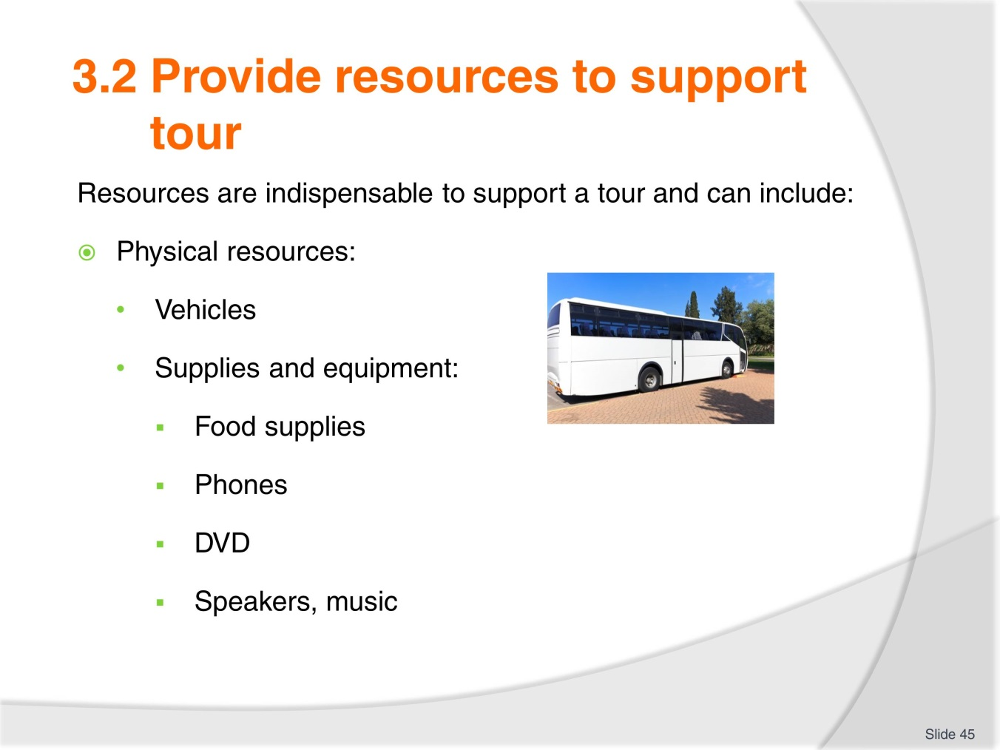 3.2 Provide resources to support
tour
Resources are indispensable to support a tour and can include:
Physical resources:
• Vehicles
• Supplies and equipment:
▪ Food supplies
▪ Phones
▪ DVD
▪ Speakers, music
Slide 45